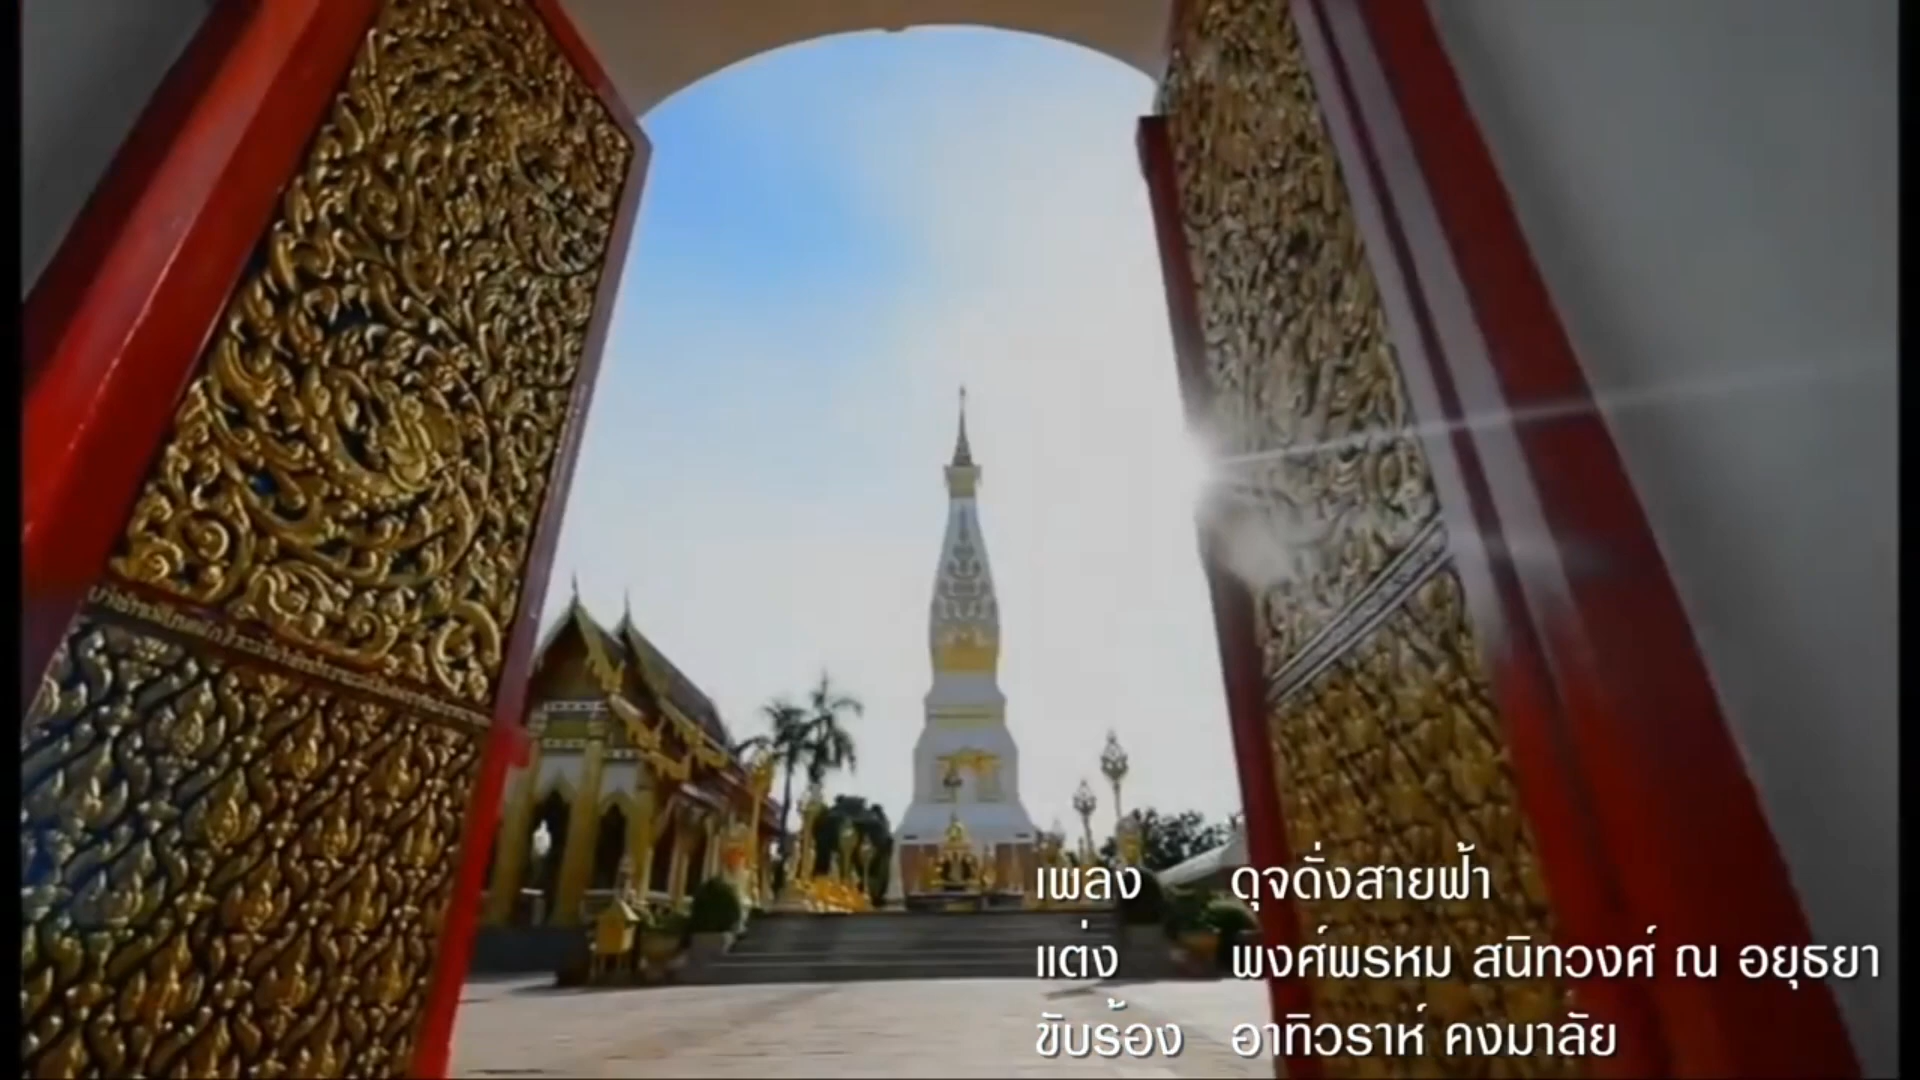 เพลง ดุจดั่งสายฟ้า
แต่ง พงศ์พรหม สนิทวงศ์ ณ อยุธยา
ขับร้อง อาทิวราห์ คงมาลัย